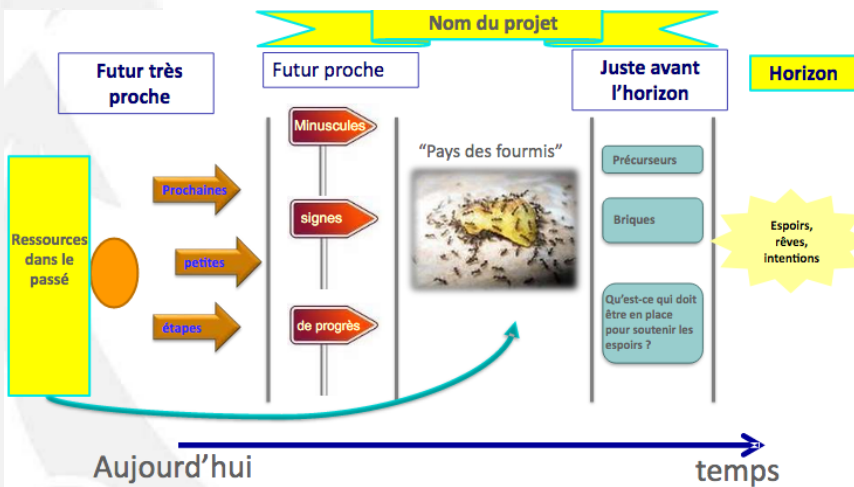 Nom du projet
Futur très
proche
Futur proche
Juste avant
l'horizon
Horizon
Minuscules
"Pays des fourmis"
Précurseurs
Prochaines
signes
Briques
Ressources
dans le
passé
petites
Espoirs,
rêves,
intentions
étapes
de progrès
Qu'est-ce qui doit
être en place
pour soutenir les
espoirs ?
Aujourd'hui
temps